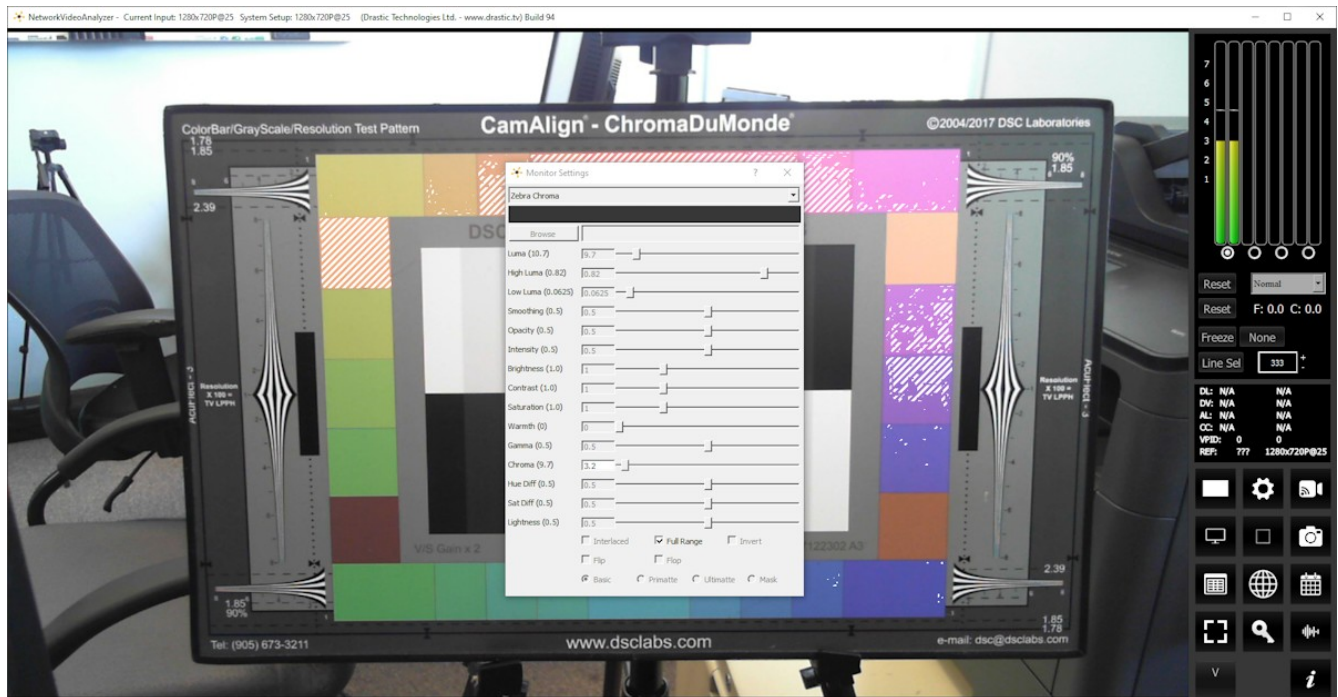 NetworkVideoAnalyzer - Current Input: 1280x720P@25 System Setup: 1280x720P@25 (Drastic Technologies Ltd. - www.drastic.tv) Build 94
ColorBar/GrayScale/Resolution Test Pattern
CamAlign® - ChromaDuMonde®
©2004/2017 DSC Laboratories
1.78
1.85
2.39
90%
1.85
DSC
Resolution
X 100 =
TV LPPH
Resolution
X 100 =
TV LPPH
V/B Gain x 2
122302 A3
1.85
90%
2.39
1.85
1.78
Tel: (905) 673-3211
www.dsclabs.com
e-mail: dsc@dsclabs.com
Monitor Settings
? ×
Zebra Chroma
Browse
Luma (10.7) 9.7
High Luma (0.82) 0.82
Low Luma (0.0625) 0.0625
Smoothing (0.5) 0.5
Opacity (0.5) 0.5
Intensity (0.5) 0.5
Brightness (1.0) 1
Contrast (1.0) 1
Saturation (1.0) 1
Warmth (0) 0
Gamma (0.5) 0.5
Chroma (9.7) 3.2
Hue Diff (0.5) 0.5
Sat Diff (0.5) 0.5
Lightness (0.5) 0.5
Interlaced Full Range Invert
Flip Flop
Basic Primatte Ultimatte Mask
7
6
5
4
3
2
1
Reset Normal
Reset F: 0.0 C: 0.0
Freeze None
Line Sel 333 + -
DL: N/A N/A
DV: N/A N/A
AL: N/A N/A
CC: N/A N/A
VPID: 0 0
REF: ??? 1280x720P@25
V
i